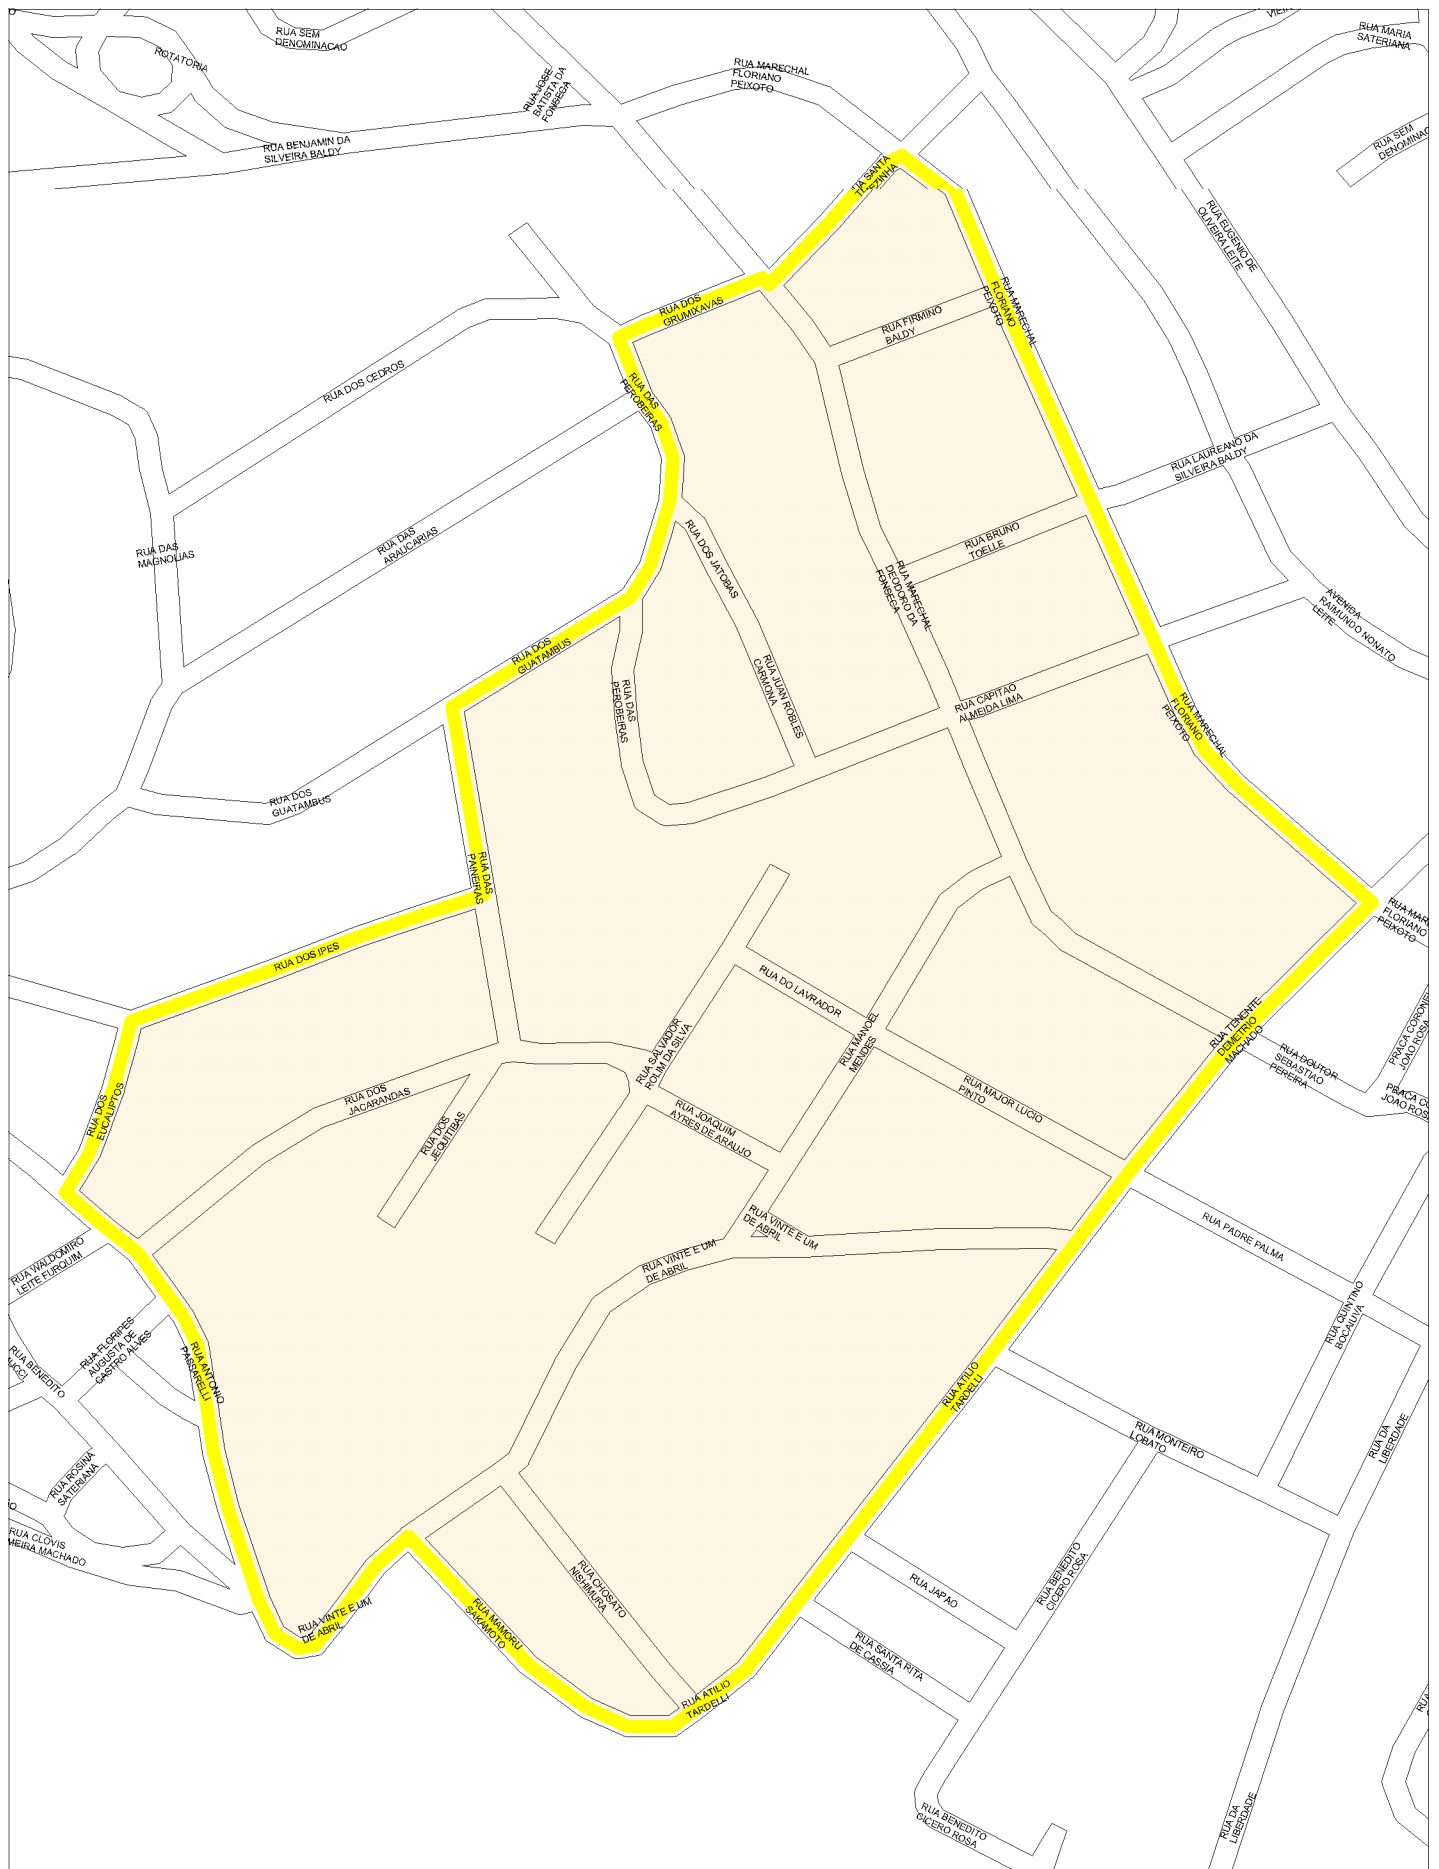 RUA SEM
DENOMINACAO
ROTATORIA
RUA MARIA
SATERIANA
RUA MARECHAL
FLORIANO
PEIXOTO
RUA JOSE
BATISTA DA
FONSECA
RUA BENJAMIN DA
SILVEIRA BALDY
RUA SEM
SANTA
RUA EUGENIO DE
OLIVEIRA LEITE
RUA DOS
GRUMIXAVAS
RUA FIRMINO
BALDY
RUA MARECHAL
FLORIANO
PEIXOTO
RUA DOS CEDROS
RUA DAS
PEROBEIRAS
RUA LAUREANO DA
SILVEIRA BALDY
RUA DAS
MAGNOLIAS
RUA DAS
ARAUCARIAS
RUA DOS JATOBAS
RUA BRUNO
TOELLE
RUA MARECHAL
DEODORO DA
FONSECA
AVENIDA
RAIMUNDO NONATO
LEITE
RUA DOS
GUATAMBUS
RUA JUAN ROBLES
CARMONA
RUA DAS
PEROBEIRAS
RUA CAPITAO
ALMEIDA LIMA
RUA MARECHAL
FLORIANO
PEIXOTO
RUA DOS
GUATAMBUS
RUA DAS
PAINEIRAS
FLORIANO
PEIXOTO
RUA DOS IPES
RUA DO LAVRADOR
RUA TENENTE
DEMETRIO
MACHADO
JOAO ROSA
RUA MANOEL
MENDES
RUA SALVADOR
ROLIM DA SILVA
RUA DOUTOR
SEBASTIAO
PEREIRA
RUA MAJOR LUCIO
PINTO
RUA DOS
JACARANDAS
RUA DOS
EUCALIPTOS
RUA JOAQUIM
AYRES DE ARAUJO
RUA DOS
JEQUITIBAS
RUA VINTE E UM
DE ABRIL
RUA PADRE PALMA
RUA VINTE E UM
DE ABRIL
RUA WALDOMIRO
LEITE FURQUIM
RUA QUINTINO
BOCAIUVA
RUA FLORIPES
AUGUSTA DE
CASTRO ALVES
RUA BENEDITO
RUA ANTONIO
PASSARELLI
RUA ATILIO
TARDELLI
RUA MONTEIRO
LOBATO
RUA DA
LIBERDADE
RUA ROSINA
SATERIANA
RUA CLOVIS
MEIRA MACHADO
RUA CHOSATO
NISHIMURA
RUA JAPAO
RUA BENEDITO
CICERO ROSA
RUA VINTE E UM
DE ABRIL
RUA MAMORU
SAKAMOTO
RUA SANTA RITA
DE CASSIA
RUA ATILIO
TARDELLI
RUA BENEDITO
CICERO ROSA
RUA DA
LIBERDADE